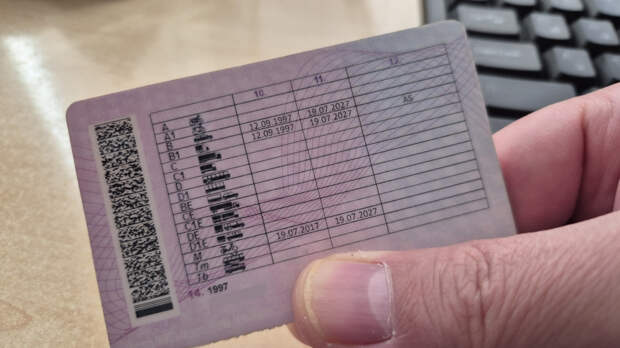 10. 11. 12.
A
A1
B 12.09.1997 19.07.2027
B1 12.09.1997 19.07.2027 AS
C
C1
D
D1
BE
CE
C1E
DE
D1E
M 19.07.2017 19.07.2027
Tm
Tb
14. 1997